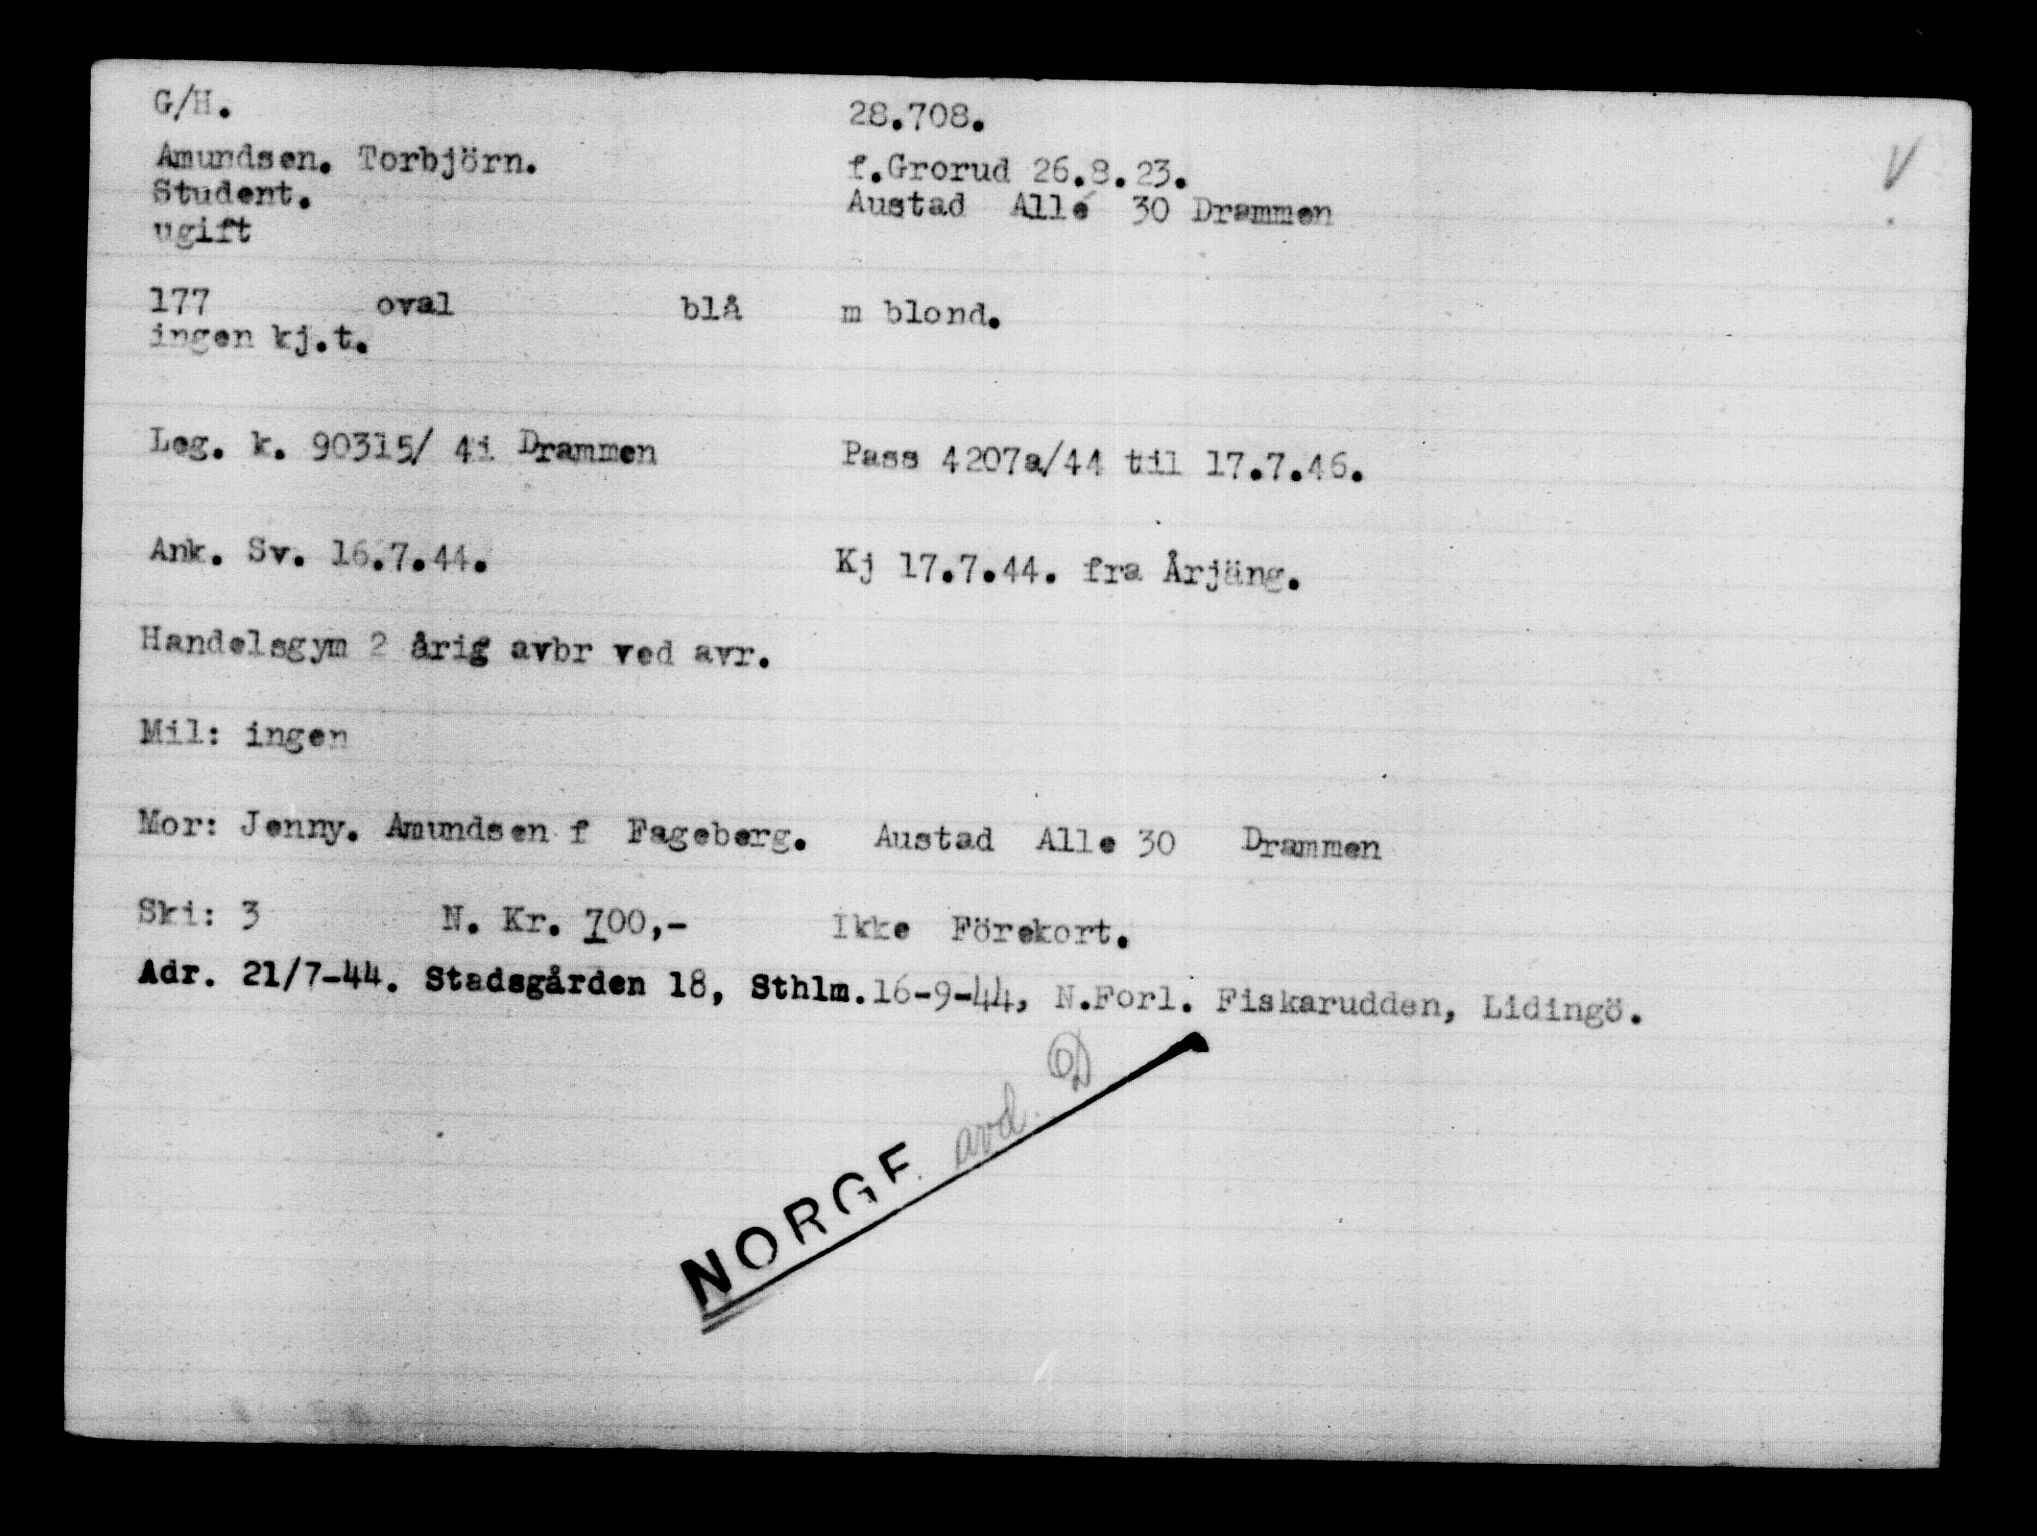 G/H. 28.708.
Amundsen. Torbjörn. f.Grorud 26.8.23.
Student. Austad Allé 30 Drammen
ugift
177 oval blå m blond.
ingen kj.t.
Leg. k. 90315/ 41 Drammen Pass 4207a/44 til 17.7.46.
Ank. Sv. 16.7.44. Kj 17.7.44. fra Årjäng.
Handelsgym 2 årig avbr ved avr.
Mil: ingen
Mor: Jenny. Amundsen f Fageberg. Austad Alle 30 Drammen
Ski: 3 N. Kr. 700,- Ikke Förekort.
Adr. 21/7-44. Stadsgården 18, Sthlm. 16-9-44, N.Forl. Fiskarudden, Lidingö.
NORGE avd.